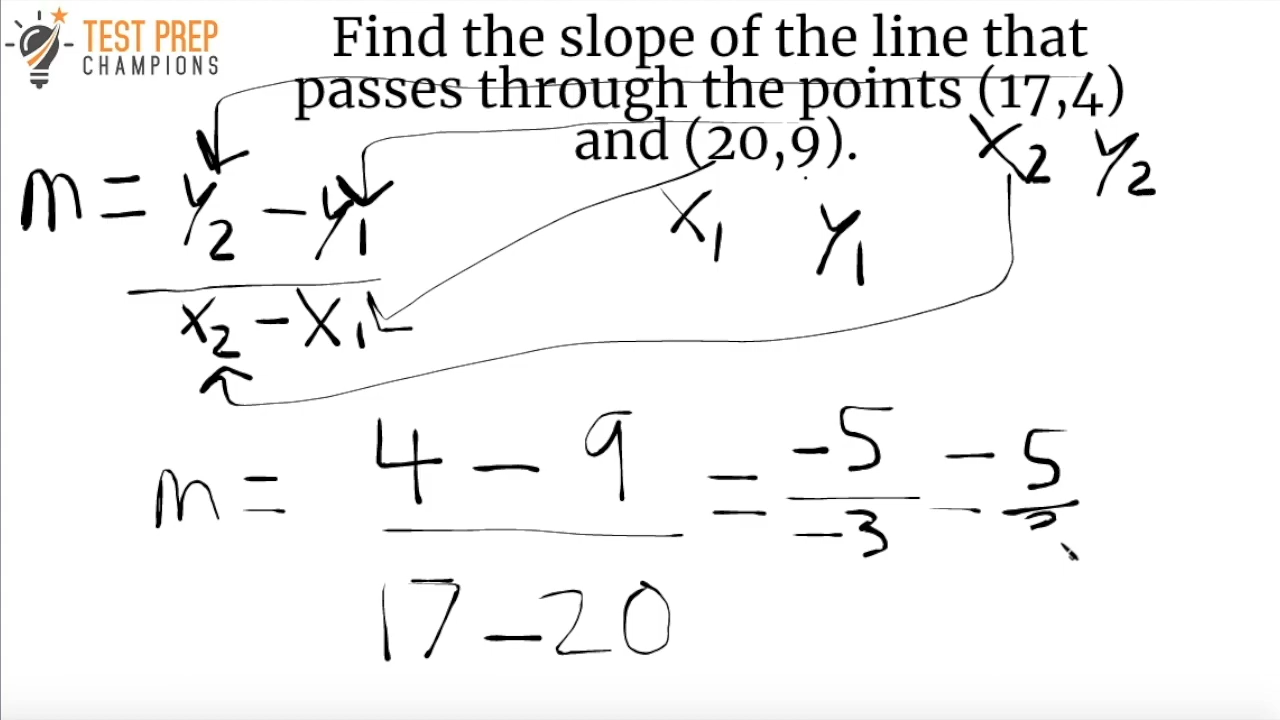 TEST PREP
CHAMPIONS
Find the slope of the line that
passes through the points (17,4)
and (20,9).
X2 Y2
m = Y2 - Y1
X1 Y1
X2 - X1
4 - 9
m = = -5 = 5
-3
17 - 20